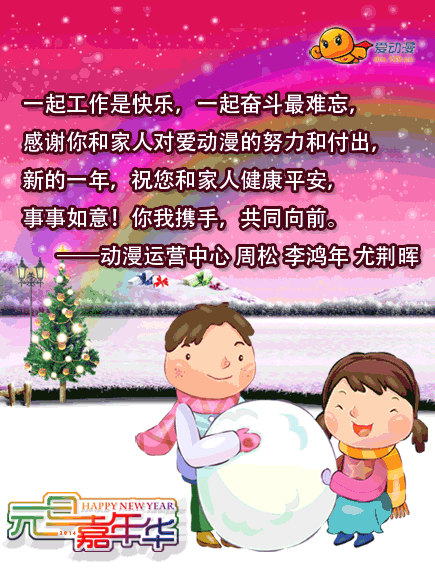 爱动漫
一起工作是快乐，一起奋斗最难忘，
感谢你和家人对爱动漫的努力和付出，
新的一年，祝您和家人健康平安，
事事如意！你我携手，共同向前。
——动漫运营中心 周松 李鸿年 尤荆晖
HAPPY NEW YEAR
元旦
2014
嘉年华